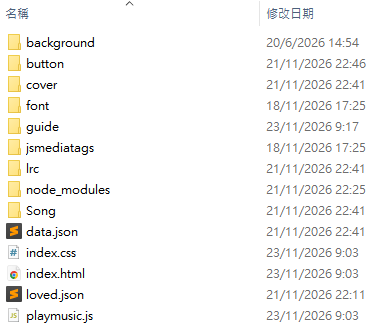 名稱 修改日期
background 20/6/2026 14:54
button 21/11/2026 22:46
cover 21/11/2026 22:41
font 18/11/2026 17:25
guide 23/11/2026 9:17
jsmediatags 18/11/2026 17:25
lrc 21/11/2026 22:41
node_modules 21/11/2026 22:25
Song 21/11/2026 22:41
data.json 21/11/2026 22:41
index.css 23/11/2026 9:03
index.html 23/11/2026 9:03
loved.json 21/11/2026 22:11
playmusic.js 23/11/2026 9:03